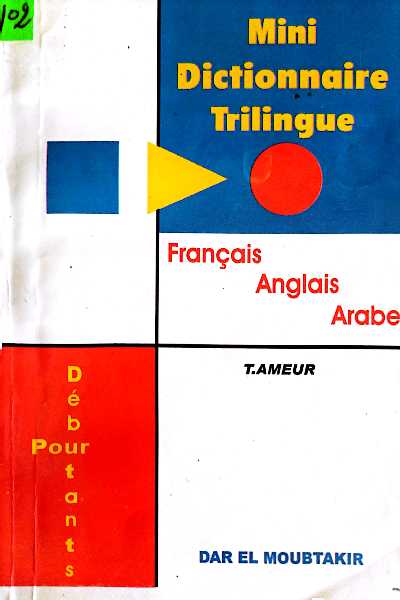 102
Mini
Dictionnaire
Trilingue
Français
Anglais
Arabe
T.AMEUR
Pour
Débutants
DAR EL MOUBTAKIR